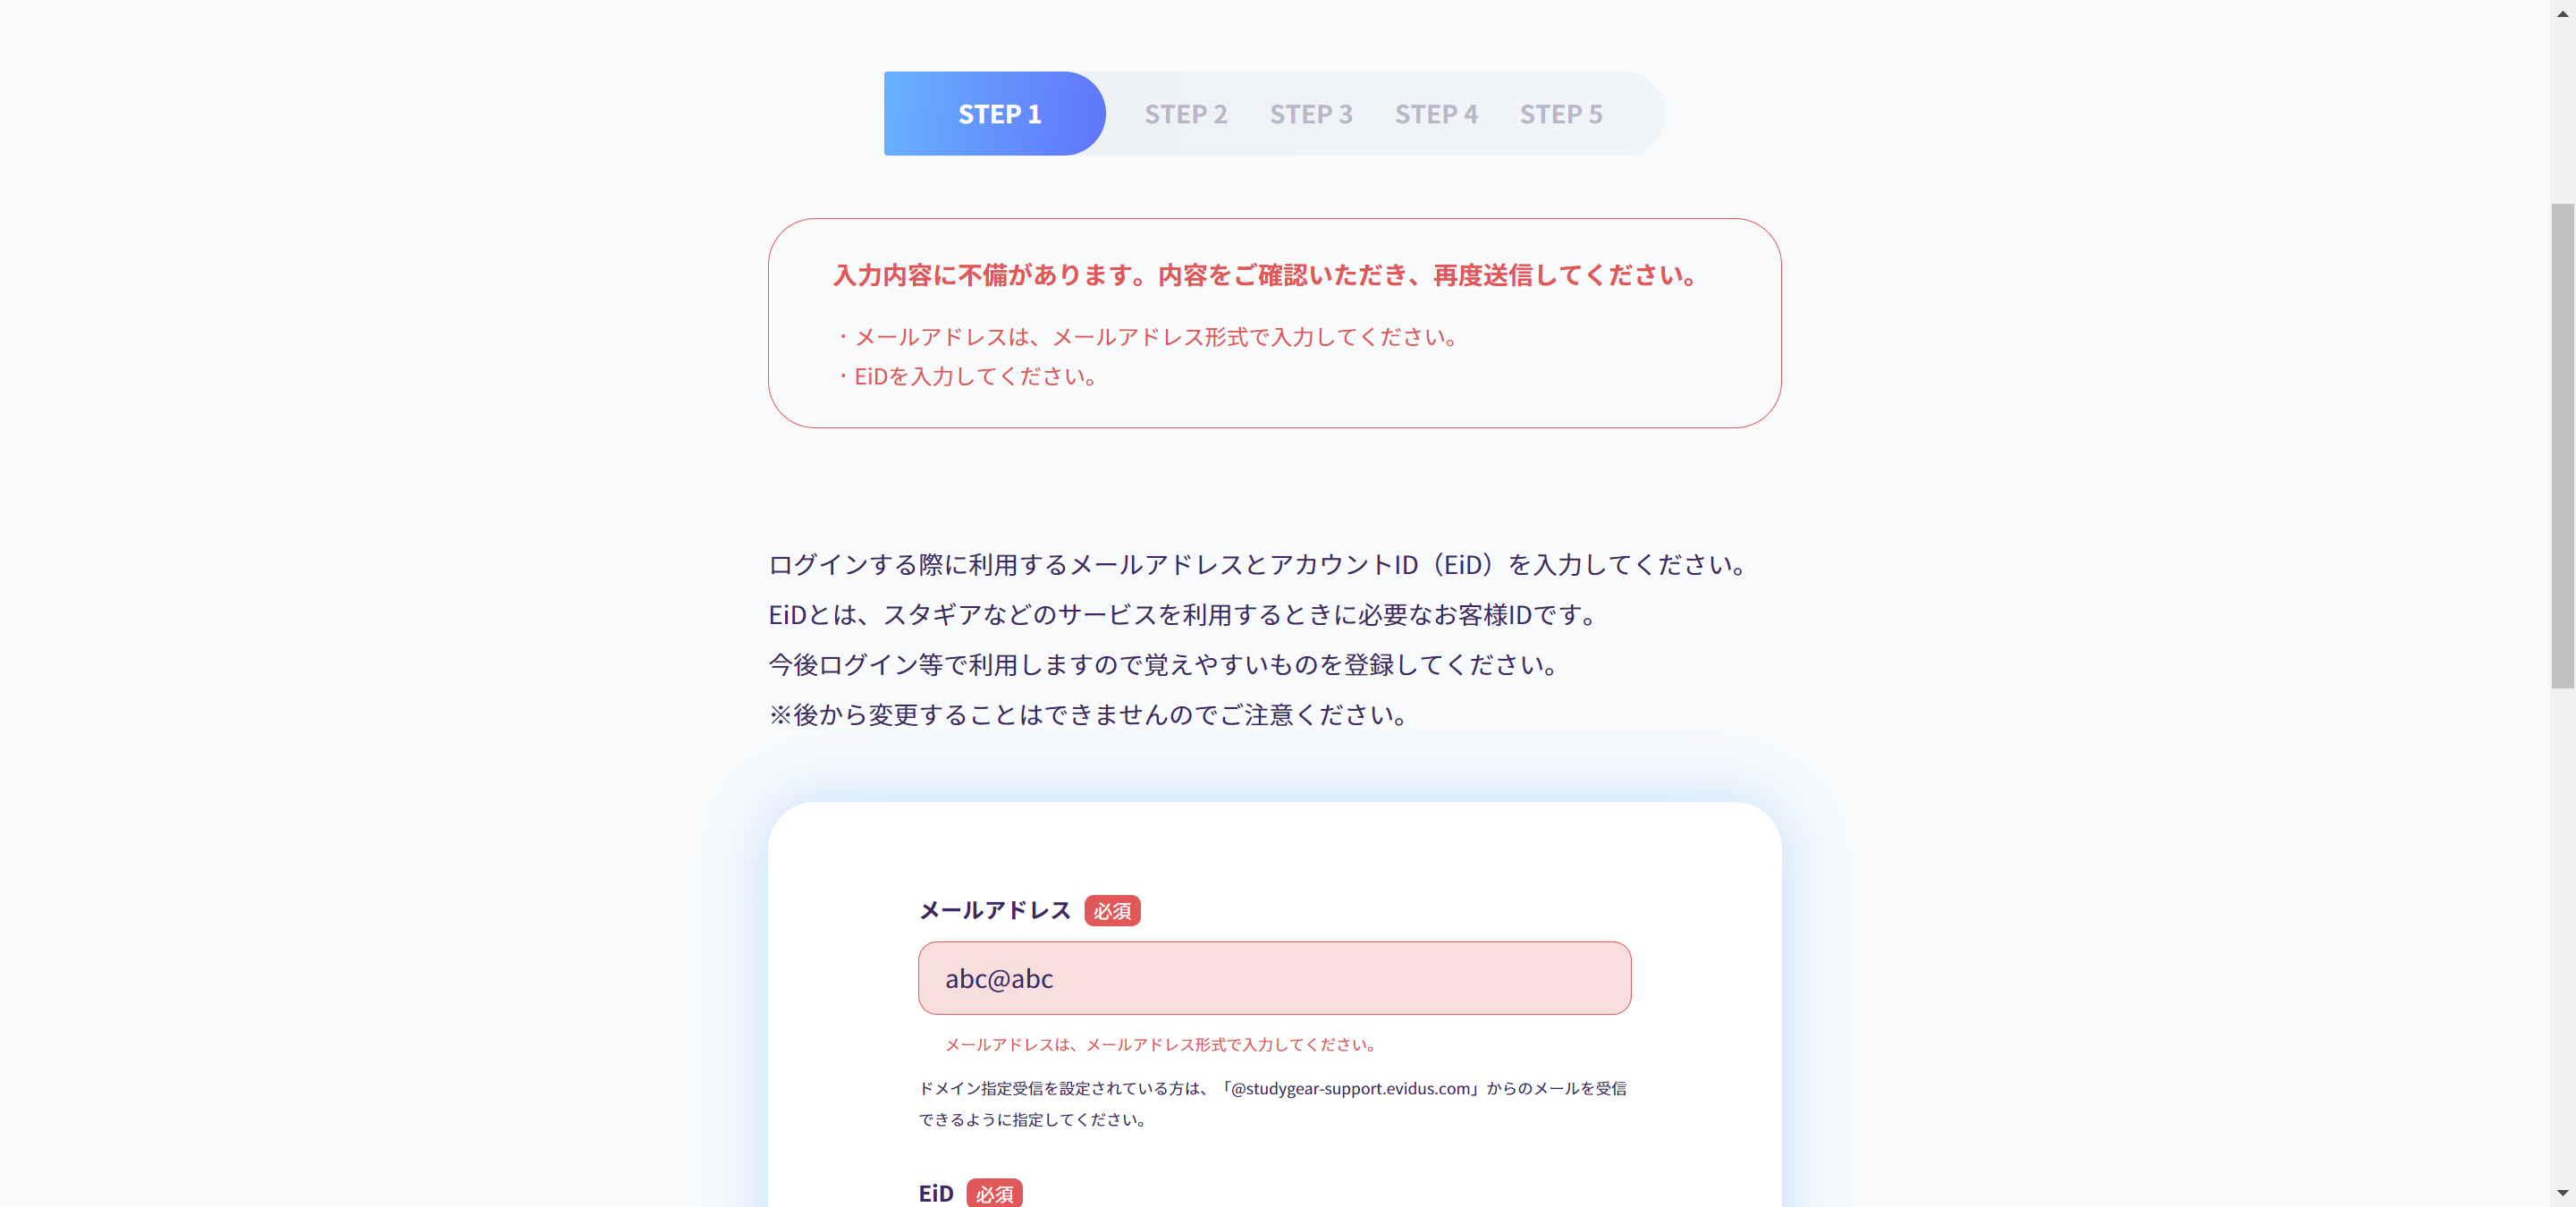 STEP 1 STEP 2 STEP 3 STEP 4 STEP 5
入力内容に不備があります。内容をご確認いただき、再度送信してください。
・メールアドレスは、メールアドレス形式で入力してください。
・EiDを入力してください。
ログインする際に利用するメールアドレスとアカウントID（EiD）を入力してください。
EiDとは、スタギアなどのサービスを利用するときに必要なお客様IDです。
今後ログイン等で利用しますので覚えやすいものを登録してください。
※後から変更することはできませんのでご注意ください。
メールアドレス 必須
abc@abc
メールアドレスは、メールアドレス形式で入力してください。
ドメイン指定受信を設定されている方は、「@studygear-support.evidus.com」からのメールを受信
できるように指定してください。
EiD 必須